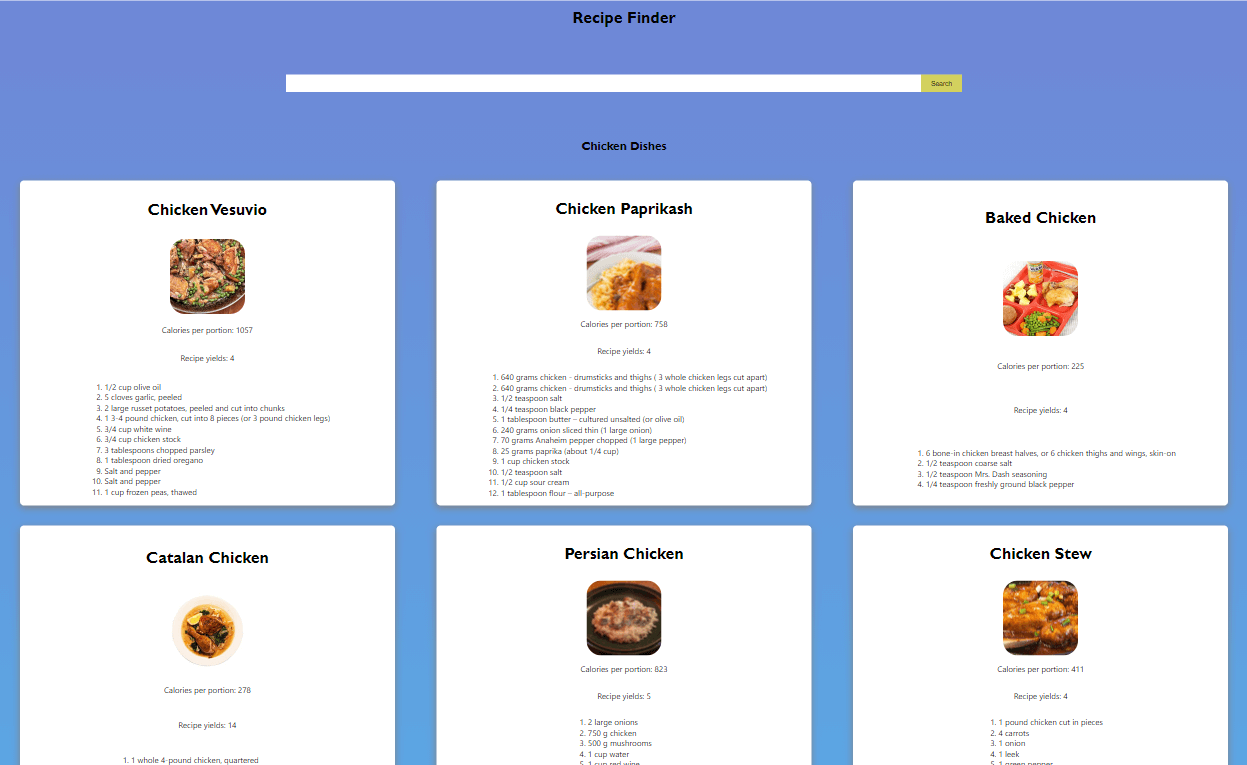 Recipe Finder
Search
Chicken Dishes
Chicken Vesuvio
Calories per portion: 1057
Recipe yields: 4
1. 1/2 cup olive oil
2. 5 cloves garlic, peeled
3. 2 large russet potatoes, peeled and cut into chunks
4. 1 3-4 pound chicken, cut into 8 pieces (or 3 pound chicken legs)
5. 3/4 cup white wine
6. 3/4 cup chicken stock
7. 3 tablespoons chopped parsley
8. 1 tablespoon dried oregano
9. Salt and pepper
10. Salt and pepper
11. 1 cup frozen peas, thawed
Chicken Paprikash
Calories per portion: 758
Recipe yields: 4
1. 640 grams chicken - drumsticks and thighs ( 3 whole chicken legs cut apart)
2. 640 grams chicken - drumsticks and thighs ( 3 whole chicken legs cut apart)
3. 1/2 teaspoon salt
4. 1/4 teaspoon black pepper
5. 1 tablespoon butter – cultured unsalted (or olive oil)
6. 240 grams onion sliced thin (1 large onion)
7. 70 grams Anaheim pepper chopped (1 large pepper)
8. 25 grams paprika (about 1/4 cup)
9. 1 cup chicken stock
10. 1/2 teaspoon salt
11. 1/2 cup sour cream
12. 1 tablespoon flour – all-purpose
Baked Chicken
Calories per portion: 225
Recipe yields: 4
1. 6 bone-in chicken breast halves, or 6 chicken thighs and wings, skin-on
2. 1/2 teaspoon coarse salt
3. 1/2 teaspoon Mrs. Dash seasoning
4. 1/4 teaspoon freshly ground black pepper
Catalan Chicken
Calories per portion: 278
Recipe yields: 14
1. 1 whole 4-pound chicken, quartered
Persian Chicken
Calories per portion: 823
Recipe yields: 5
1. 2 large onions
2. 750 g chicken
3. 500 g mushrooms
4. 1 cup water
5. 1 cup red wine
Chicken Stew
Calories per portion: 411
Recipe yields: 4
1. 1 pound chicken cut in pieces
2. 4 carrots
3. 1 onion
4. 1 leek
5. 1 green pepper